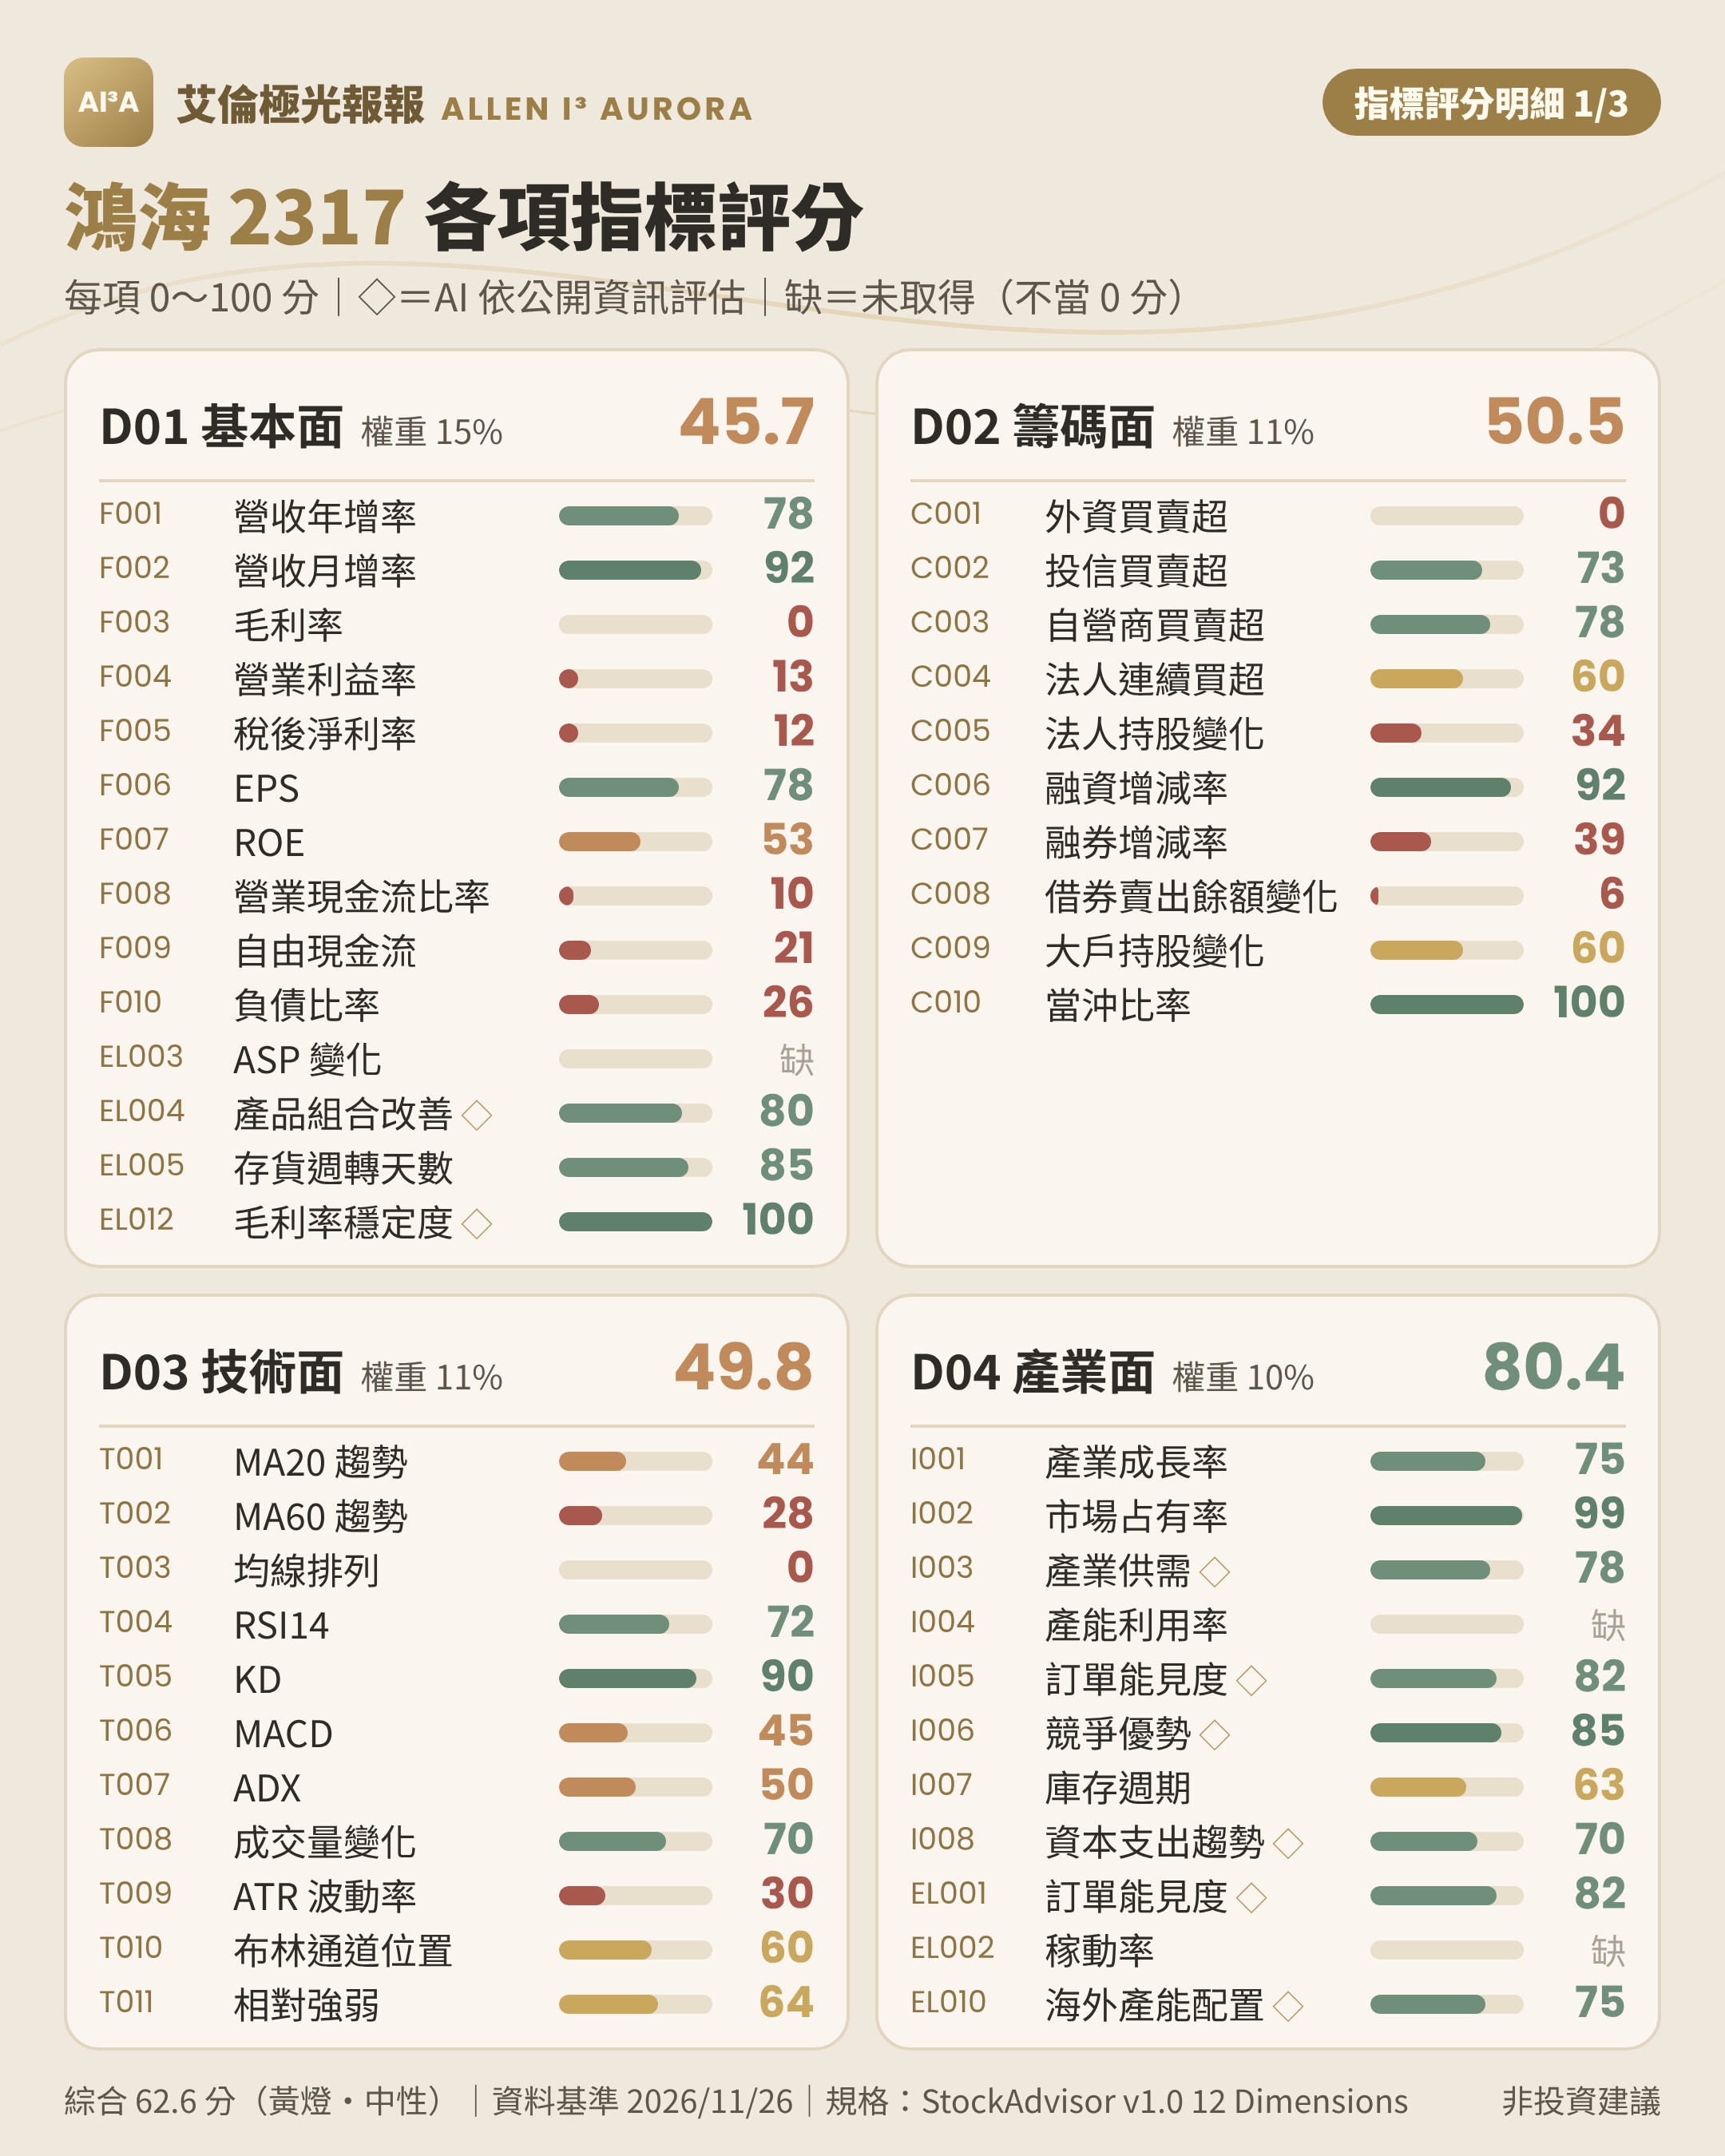 AI³A 艾倫極光報報 ALLEN I³ AURORA 指標評分明細 1/3
鴻海 2317 各項指標評分
每項 0～100 分｜◇＝AI 依公開資訊評估｜缺＝未取得（不當 0 分）
D01 基本面 權重 15% 45.7
F001 營收年增率 78
F002 營收月增率 92
F003 毛利率 0
F004 營業利益率 13
F005 稅後淨利率 12
F006 EPS 78
F007 ROE 53
F008 營業現金流比率 10
F009 自由現金流 21
F010 負債比率 26
EL003 ASP 變化 缺
EL004 產品組合改善 ◇ 80
EL005 存貨週轉天數 85
EL012 毛利率穩定度 ◇ 100
D02 籌碼面 權重 11% 50.5
C001 外資買賣超 0
C002 投信買賣超 73
C003 自營商買賣超 78
C004 法人連續買超 60
C005 法人持股變化 34
C006 融資增減率 92
C007 融券增減率 39
C008 借券賣出餘額變化 6
C009 大戶持股變化 60
C010 當沖比率 100
D03 技術面 權重 11% 49.8
T001 MA20 趨勢 44
T002 MA60 趨勢 28
T003 均線排列 0
T004 RSI14 72
T005 KD 90
T006 MACD 45
T007 ADX 50
T008 成交量變化 70
T009 ATR 波動率 30
T010 布林通道位置 60
T011 相對強弱 64
D04 產業面 權重 10% 80.4
I001 產業成長率 75
I002 市場占有率 99
I003 產業供需 ◇ 78
I004 產能利用率 缺
I005 訂單能見度 ◇ 82
I006 競爭優勢 ◇ 85
I007 庫存週期 63
I008 資本支出趨勢 ◇ 70
EL001 訂單能見度 ◇ 82
EL002 稼動率 缺
EL010 海外產能配置 ◇ 75
綜合 62.6 分（黃燈・中性）｜資料基準 2026/11/26｜規格：StockAdvisor v1.0 12 Dimensions 非投資建議